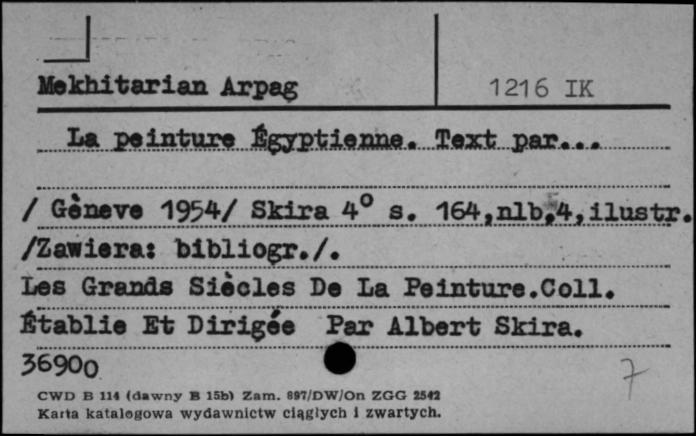 Mekhitarian Arpag
1216 IK
La peinture Égyptienne. Text par...
/ Gèneve 1954/ Skira 4° s. 164,nlb.4,ilustr.
/Zawiera: bibliogr./.
Les Grands Siècles De La Peinture.Coll.
Établie Et Dirigée Par Albert Skira.
36900
7
CWD B 114 (dawny B 15b) Zam. 897/DW/On ZGG 2542
Karta katalogowa wydawnictw ciągłych i zwartych.